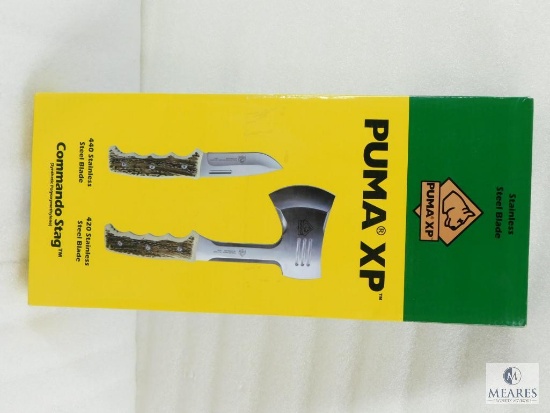 Stainless
Steel Blade
PUMA® XP
PUMA® XP™
440 Stainless
Steel Blade
420 Stainless
Steel Blade
Commando Stag™
MEARES